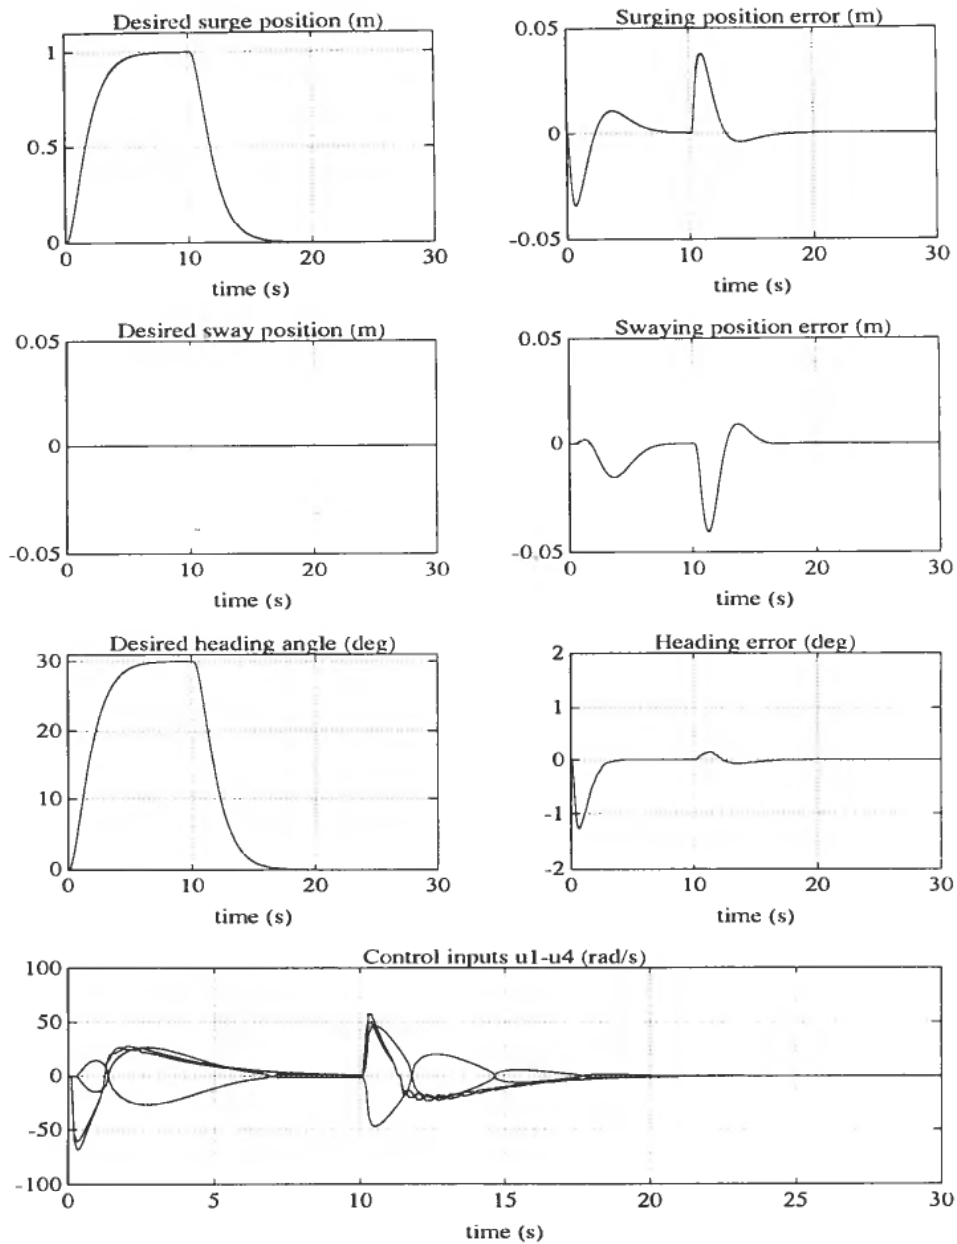 Desired surge position (m)
1
0.5
0
0 10 20 30
time (s)
Surging position error (m)
0.05
0
-0.05
0 10 20 30
time (s)
Desired sway position (m)
0.05
0
-0.05
0 10 20 30
time (s)
Swaying position error (m)
0.05
0
-0.05
0 10 20 30
time (s)
Desired heading angle (deg)
30
20
10
0
0 10 20 30
time (s)
Heading error (deg)
2
1
0
-1
-2
0 10 20 30
time (s)
Control inputs u1-u4 (rad/s)
100
50
0
-50
-100
0 5 10 15 20 25 30
time (s)